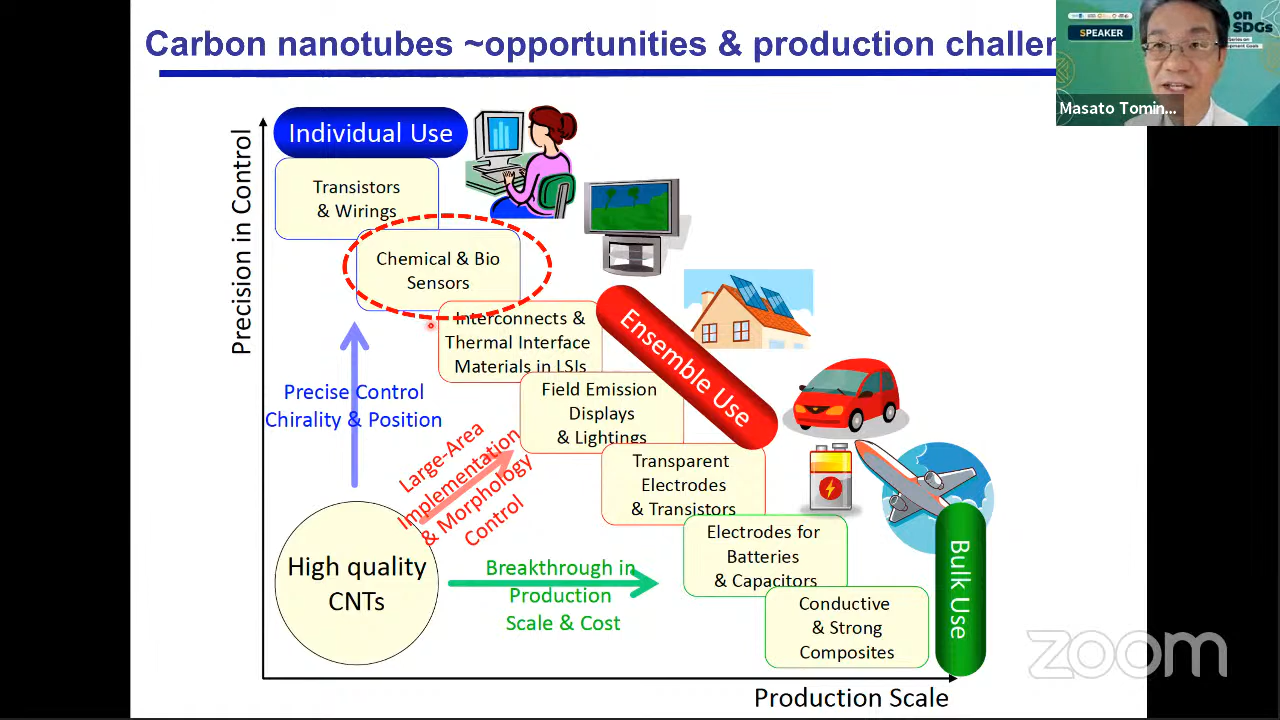 Carbon nanotubes ~opportunities & production challen
on
SDGs
SPEAKER
Masato Tomin...
Individual Use
Precision in Control
Transistors
& Wirings
Chemical & Bio
Sensors
Interconnects &
Thermal Interface
Materials in LSIs
Ensemble Use
Field Emission
Displays
& Lightings
Precise Control
Chirality & Position
Large-Area
Implementation
& Morphology
Control
Transparent
Electrodes
& Transistors
High quality
CNTs
Breakthrough in
Production
Scale & Cost
Electrodes for
Batteries
& Capacitors
Conductive
& Strong
Composites
Bulk Use
zoom
Production Scale